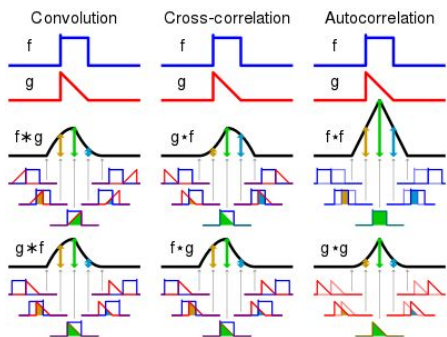 Convolution Cross-correlation Autocorrelation
f f f
g g g
f∗g g⋆f f⋆f
g∗f f⋆g g⋆g